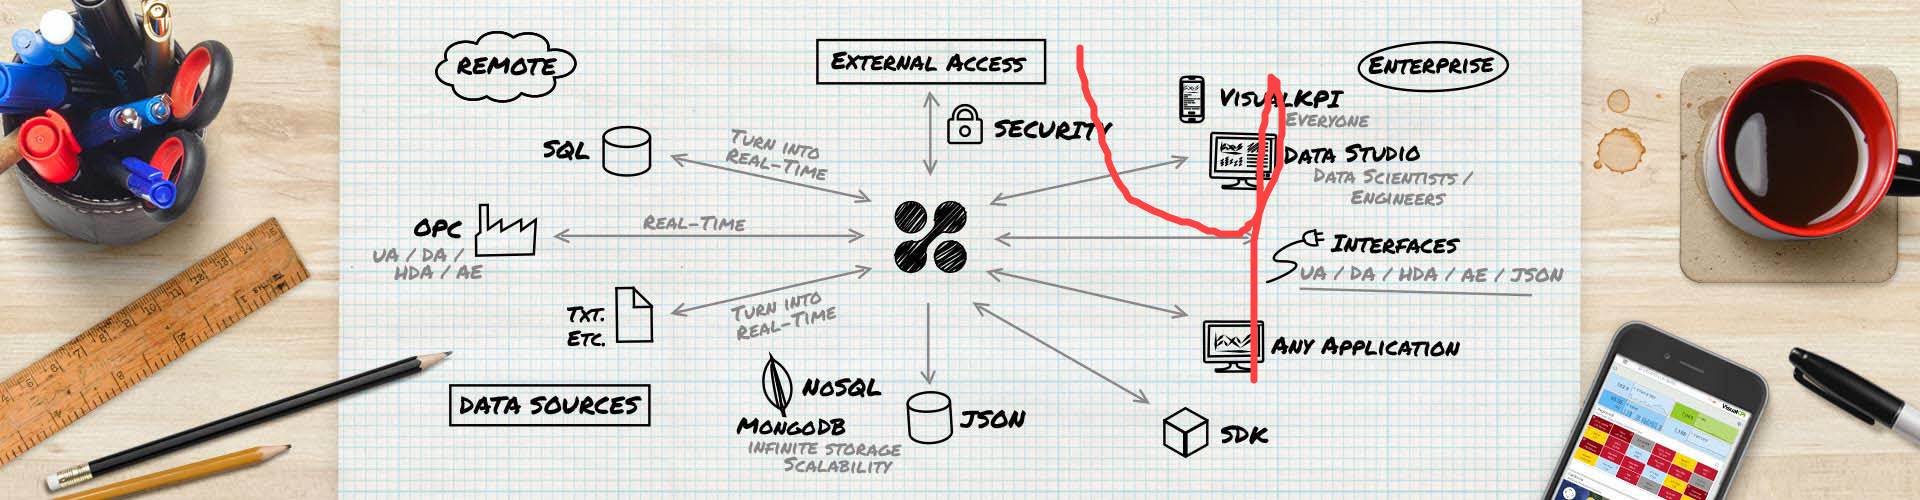 REMOTE
EXTERNAL ACCESS
ENTERPRISE
SECURITY
VISUALKPI
EVERYONE
SQL
TURN INTO
REAL-TIME
DATA STUDIO
DATA SCIENTISTS /
ENGINEERS
OPC
UA / DA /
HDA / AE
REAL-TIME
INTERFACES
UA / DA / HDA / AE / JSON
TXT.
ETC.
TURN INTO
REAL-TIME
ANY APPLICATION
DATA SOURCES
NOSQL
MONGODB
INFINITE STORAGE
SCALABILITY
JSON
SDK